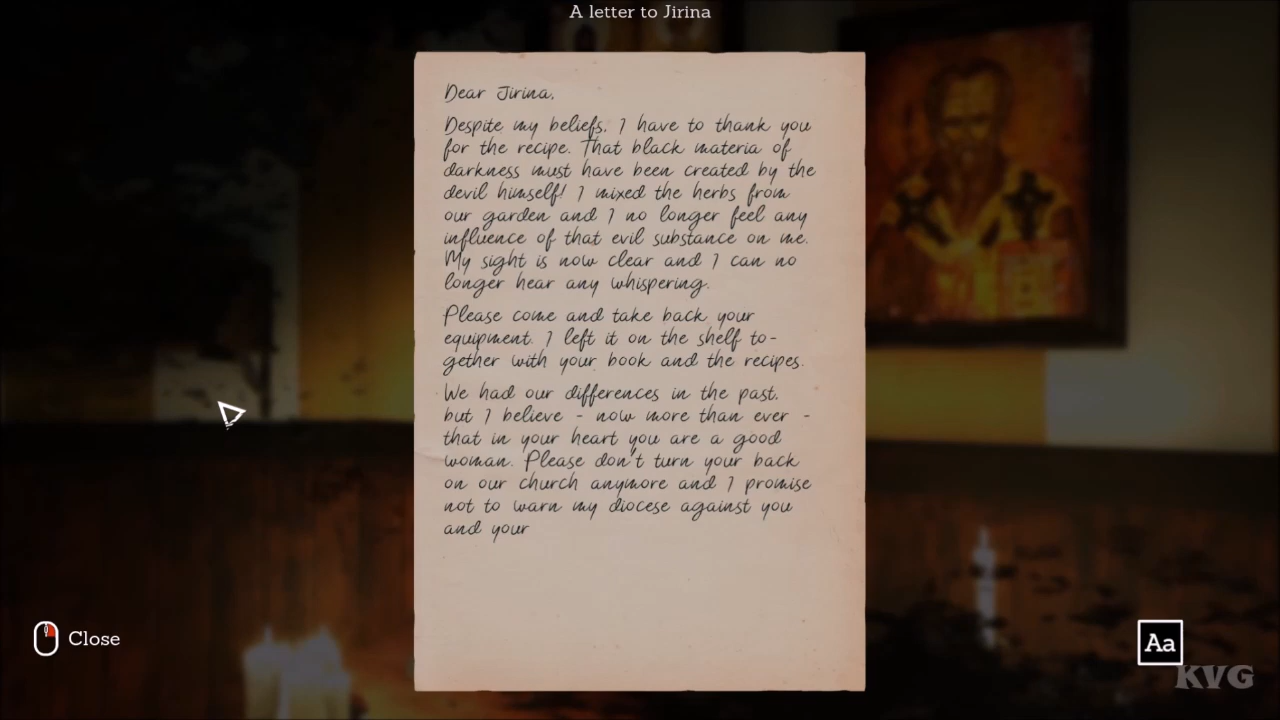 A letter to Jirina
Dear Jirina,
Despite my beliefs, I have to thank you
for the recipe. That black materia of
darkness must have been created by the
devil himself! I mixed the herbs from
our garden and I no longer feel any
influence of that evil substance on me.
My sight is now clear and I can no
longer hear any whispering.
Please come and take back your
equipment. I left it on the shelf to-
gether with your book and the recipes.
We had our differences in the past,
but I believe - now more than ever -
that in your heart you are a good
woman. Please don't turn your back
on our church anymore and I promise
not to warn my diocese against you
and your
Close
Aa
KVG